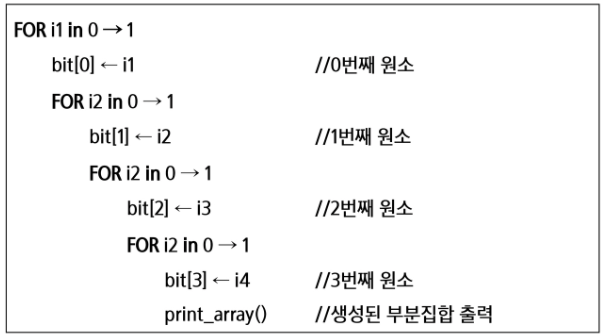 FOR i1 in 0 → 1
bit[0] ← i1 //0번째 원소
FOR i2 in 0 → 1
bit[1] ← i2 //1번째 원소
FOR i2 in 0 → 1
bit[2] ← i3 //2번째 원소
FOR i2 in 0 → 1
bit[3] ← i4 //3번째 원소
print_array() //생성된 부분집합 출력